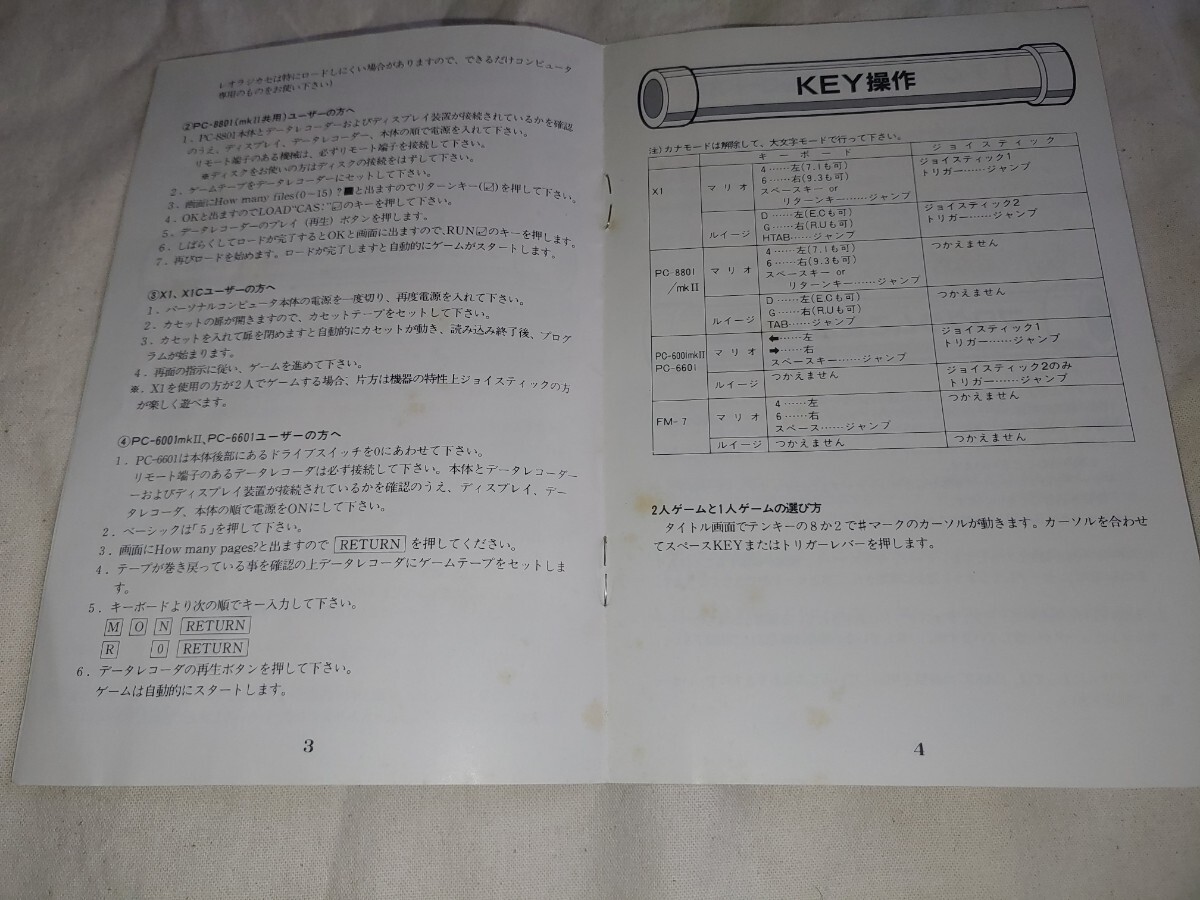 レオラジカセは特にロードしにくい場合がありますので、できるだけコンピュータ
専用のものをお使い下さい)
②PC-8801(mkⅡ共用)ユーザーの方へ
1．PC-8801本体とデータレコーダーおよびディスプレイ装置が接続されているかを確認
のうえ、ディスプレイ、データレコーダー、本体の順で電源を入れて下さい。
リモート端子のある機械は、必ずリモート端子を接続して下さい。
※ディスクをお使いの方はディスクの接続をはずして下さい。
2．ゲームテープをデータレコーダーにセットして下さい。
3．画面にHow many files(0～15)?■と出ますのでリターンキー(↵)を押して下さい。
4．OKと出ますのでLOAD"CAS:"↵のキーを押して下さい。
5．データレコーダーのプレイ(再生)ボタンを押します。
6．しばらくしてロードが完了するとOKと画面に出ますので、RUN↵のキーを押します。
7．再びロードを始めます。ロードが完了しますと自動的にゲームがスタートします。
③X1、X1Cユーザーの方へ
1．パーソナルコンピュータ本体の電源を一度切り、再度電源を入れて下さい。
2．カセットの扉が開きますので、カセットテープをセットして下さい。
3．カセットを入れて扉を閉めますと自動的にカセットが動き、読み込み終了後、プログ
ラムが始まります。
4．再面の指示に従い、ゲームを進めて下さい。
※．X1を使用の方が2人でゲームする場合、片方は機器の特性上ジョイスティックの方
が楽しく遊べます。
④PC-6001mkⅡ、PC-6601ユーザーの方へ
1．PC-6601は本体後部にあるドライブスイッチを0にあわせて下さい。
リモート端子のあるデータレコーダは必ず接続して下さい。本体とデータレコーダー
ーおよびディスプレイ装置が接続されているかを確認のうえ、ディスプレイ、デー
タレコーダ、本体の順で電源をONにして下さい。
2．ベーシックは「5」を押して下さい。
3．画面にHow many pages?と出ますので RETURN を押してください。
4．テープが巻き戻っている事を確認の上データレコーダにゲームテープをセットしま
す。
5．キーボードより次の順でキー入力して下さい。
M O N RETURN
R 0 RETURN
6．データレコーダの再生ボタンを押して下さい。
ゲームは自動的にスタートします。
3
KEY操作
注)カナモードは解除して、大文字モードで行って下さい。
キーボード ジョイスティック
X1 マリオ 4……左(7.1も可) ジョイスティック1
6……右(9.3も可) トリガー……ジャンプ
スペースキー or
リターンキー……ジャンプ
ルイージ D……左(E.Cも可) ジョイスティック2
G……右(R.Uも可) トリガー……ジャンプ
HTAB……ジャンプ
PC-8801 /mkⅡ マリオ 4……左(7.1も可) つかえません
6……右(9.3も可)
スペースキー or
リターンキー……ジャンプ
ルイージ D……左(E.Cも可) つかえません
G……右(R.Uも可)
TAB……ジャンプ
PC-6001mkⅡ PC-6601 マリオ ←……左 ジョイスティック1
→……右 トリガー……ジャンプ
スペースキー……ジャンプ
ルイージ つかえません ジョイスティック2のみ
トリガー……ジャンプ
FM-7 マリオ 4……左 つかえません
6……右
スペース……ジャンプ
ルイージ つかえません つかえません
2人ゲームと1人ゲームの選び方
タイトル画面でテンキーの8か2で♯マークのカーソルが動きます。カーソルを合わせ
てスペースKEYまたはトリガーレバーを押します。
4